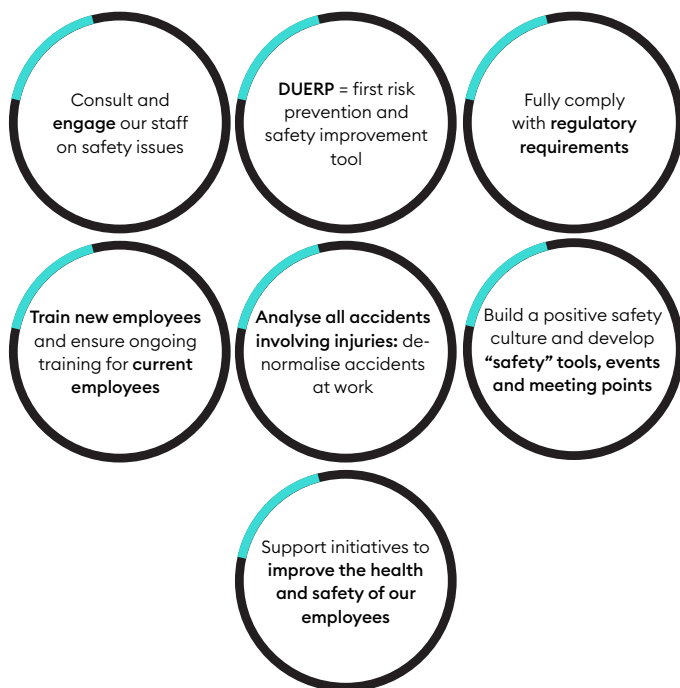 Consult and
engage our staff
on safety issues
DUERP = first risk
prevention and
safety improvement
tool
Fully comply
with regulatory
requirements
Train new employees
and ensure ongoing
training for current
employees
Analyse all accidents
involving injuries: de-
normalise accidents
at work
Build a positive safety
culture and develop
“safety” tools, events
and meeting points
Support initiatives to
improve the health
and safety of our
employees